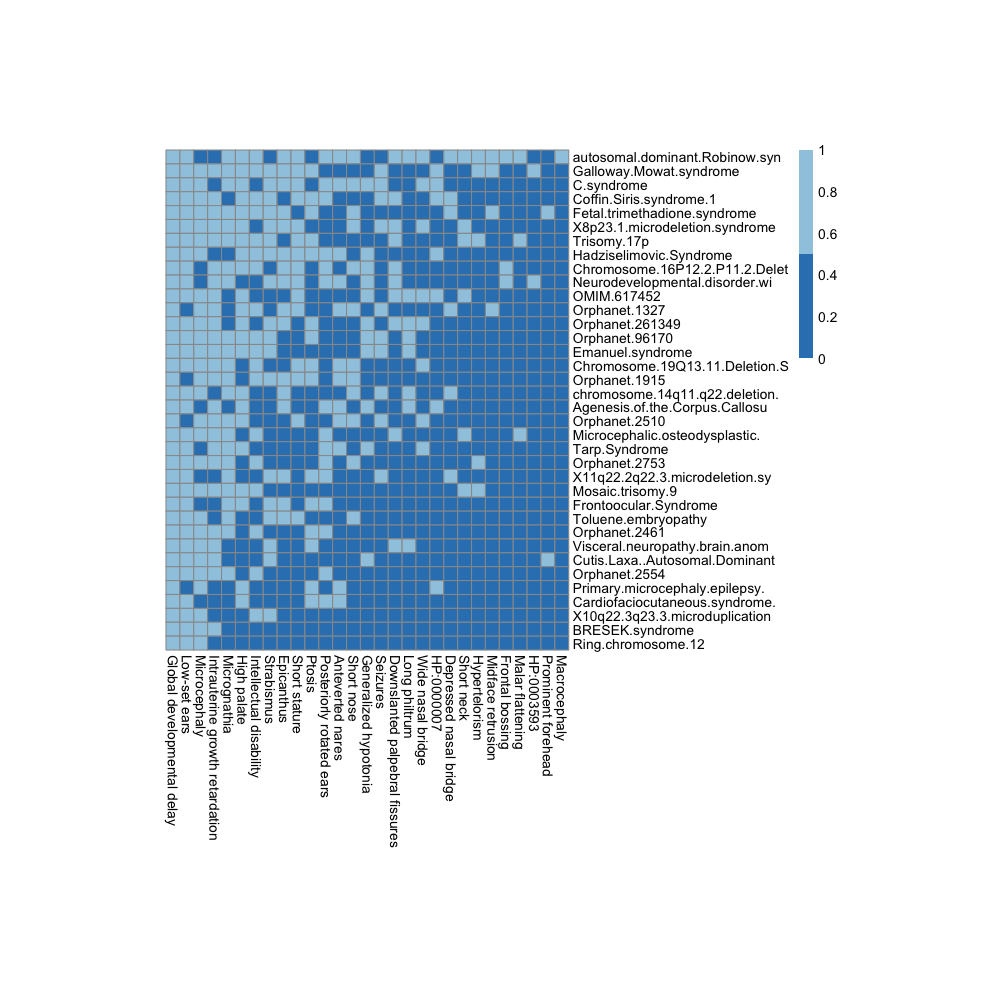 autosomal.dominant.Robinow.syn
Galloway.Mowat.syndrome
C.syndrome
Coffin.Siris.syndrome.1
Fetal.trimethadione.syndrome
X8p23.1.microdeletion.syndrome
Trisomy.17p
Hadziselimovic.Syndrome
Chromosome.16P12.2.P11.2.Delet
Neurodevelopmental.disorder.wi
OMIM.617452
Orphanet.1327
Orphanet.261349
Orphanet.96170
Emanuel.syndrome
Chromosome.19Q13.11.Deletion.S
Orphanet.1915
chromosome.14q11.q22.deletion.
Agenesis.of.the.Corpus.Callosu
Orphanet.2510
Microcephalic.osteodysplastic.
Tarp.Syndrome
Orphanet.2753
X11q22.2q22.3.microdeletion.sy
Mosaic.trisomy.9
Frontoocular.Syndrome
Toluene.embryopathy
Orphanet.2461
Visceral.neuropathy.brain.anom
Cutis.Laxa..Autosomal.Dominant
Orphanet.2554
Primary.microcephaly.epilepsy.
Cardiofaciocutaneous.syndrome.
X10q22.3q23.3.microduplication
BRESEK.syndrome
Ring.chromosome.12
1
0.8
0.6
0.4
0.2
0
Global developmental delay
Low-set ears
Microcephaly
Intrauterine growth retardation
Micrognathia
High palate
Intellectual disability
Strabismus
Epicanthus
Short stature
Ptosis
Posteriorly rotated ears
Anteverted nares
Short nose
Generalized hypotonia
Seizures
Downslanted palpebral fissures
Long philtrum
Wide nasal bridge
HP:0000007
Depressed nasal bridge
Short neck
Hypertelorism
Midface retrusion
Frontal bossing
Malar flattening
HP:0003593
Prominent forehead
Macrocephaly